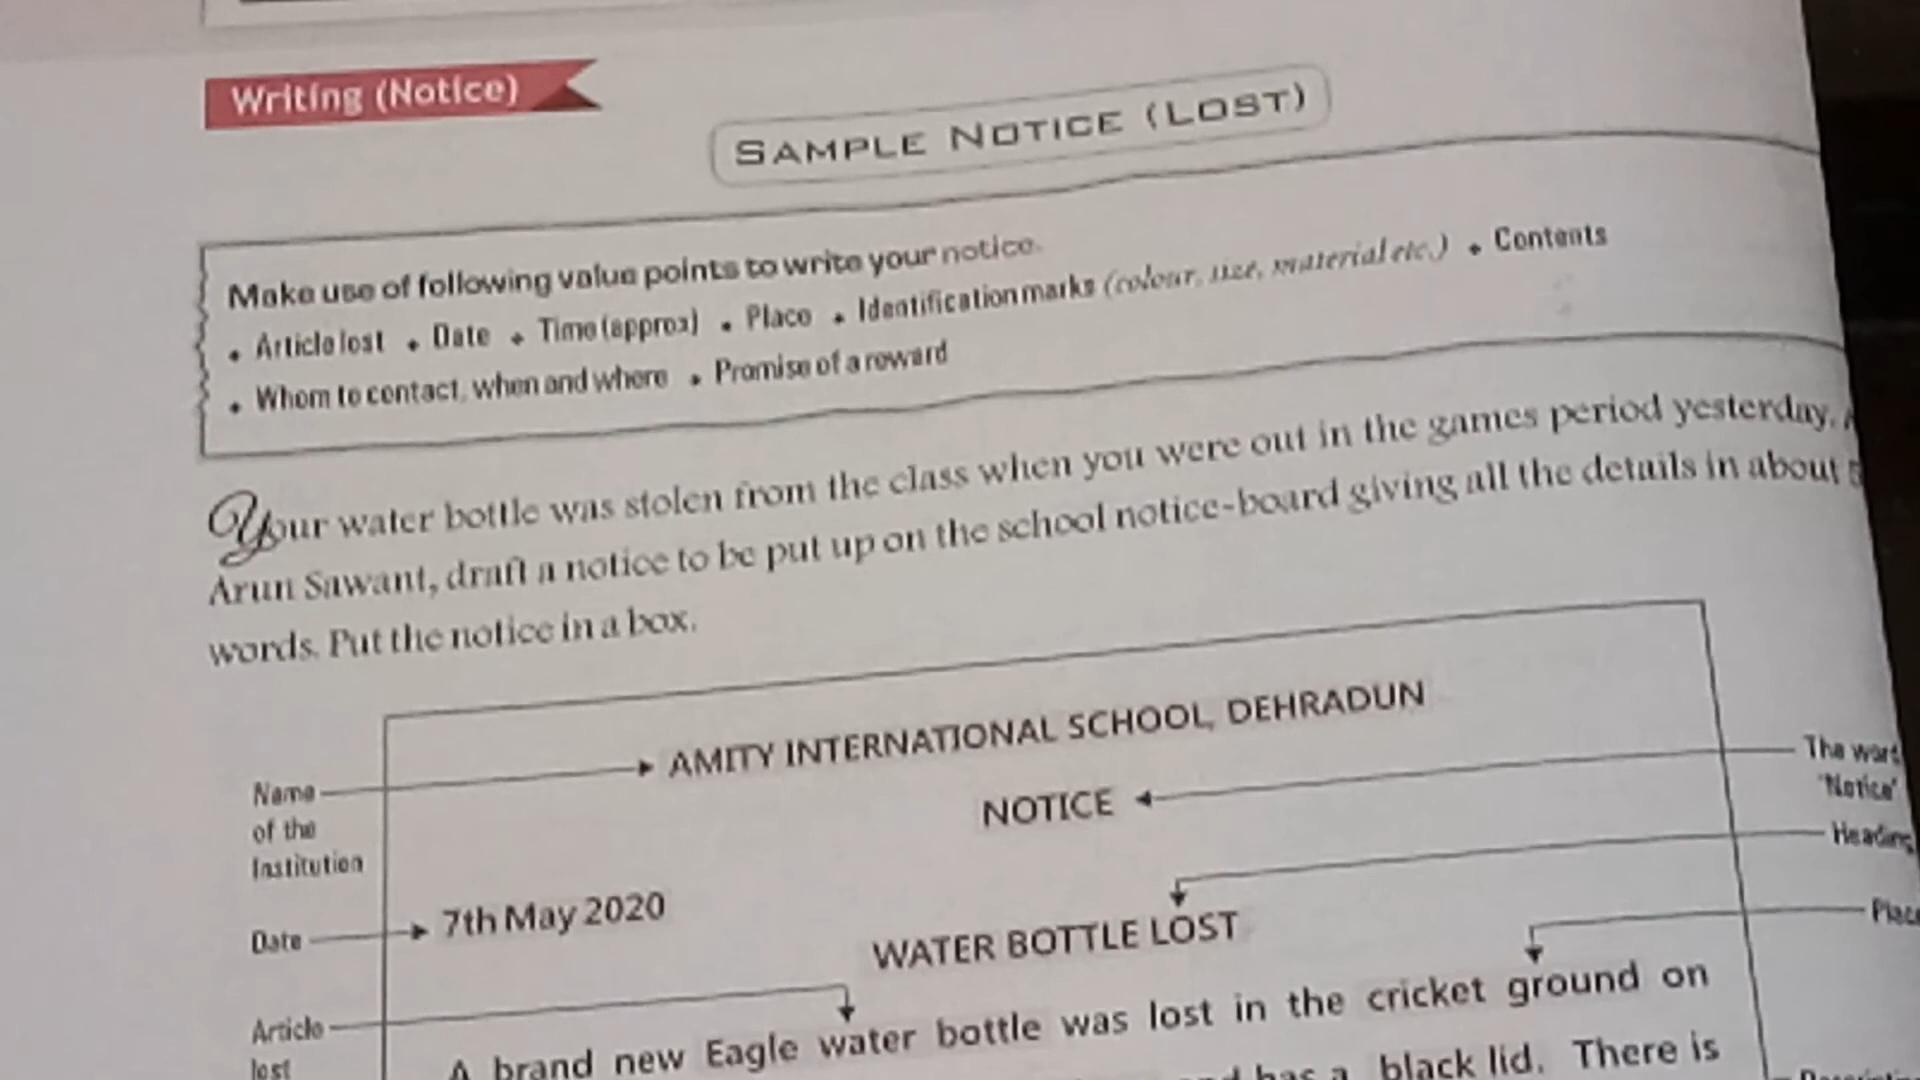 Writing (Notice)
SAMPLE NOTICE (LOST)
Make use of following value points to write your notice.
• Article lost • Date • Time (approx) • Place • Identification marks (colour, size, material etc.) • Contents
• Whom to contact, when and where • Promise of a reward
Your water bottle was stolen from the class when you were out in the games period yesterday.
Arun Sawant, draft a notice to be put up on the school notice-board giving all the details in about
words. Put the notice in a box.
Name
of the
Institution
AMITY INTERNATIONAL SCHOOL, DEHRADUN
The word
'Notice'
NOTICE
Heading
Date
7th May 2020
WATER BOTTLE LOST
Place
Article
lost
A brand new Eagle water bottle was lost in the cricket ground on
has a black lid. There is